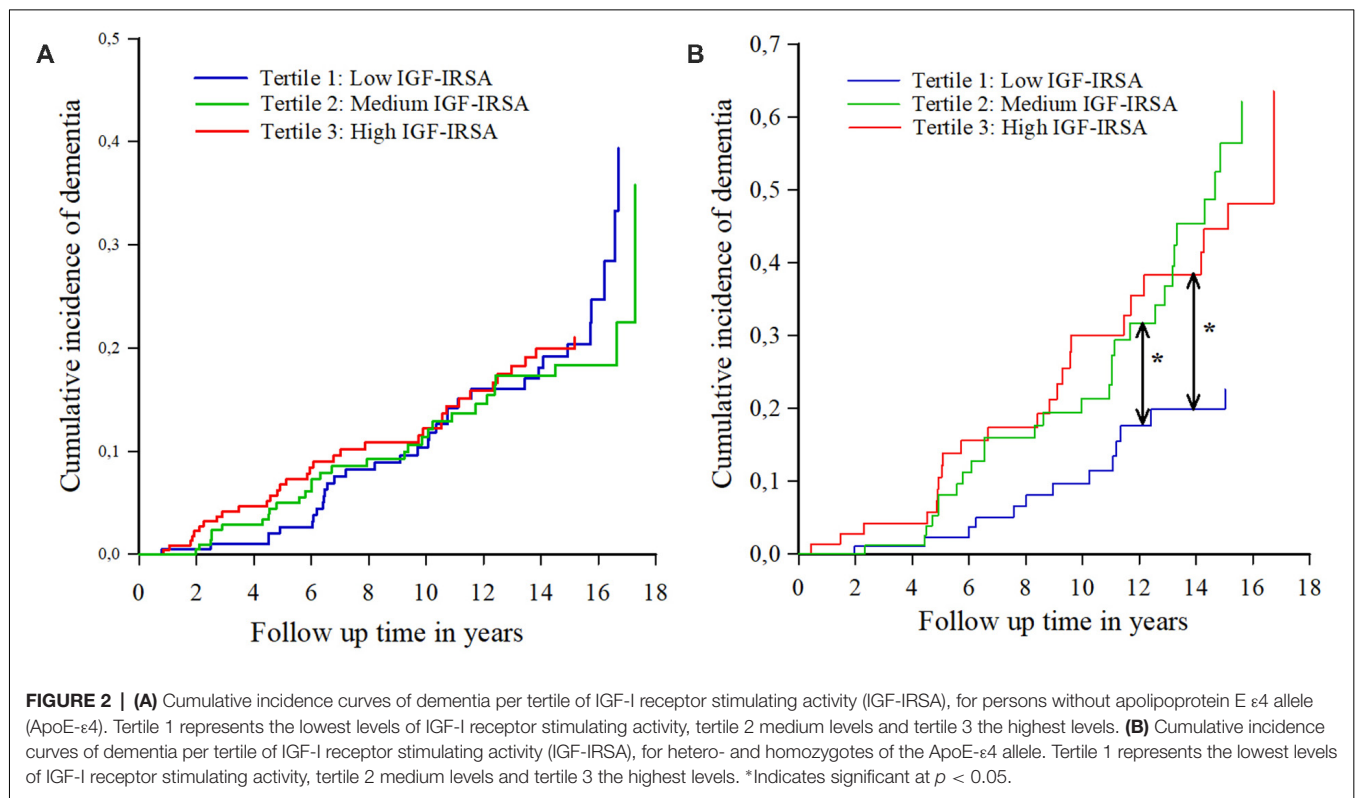 A
0,5
0,4
0,3
0,2
0,1
0,0
Cumulative incidence of dementia
Tertile 1: Low IGF-IRSA
Tertile 2: Medium IGF-IRSA
Tertile 3: High IGF-IRSA
0 2 4 6 8 10 12 14 16 18
Follow up time in years
B
0,7
0,6
0,5
0,4
0,3
0,2
0,1
0,0
Cumulative incidence of dementia
Tertile 1: Low IGF-IRSA
Tertile 2: Medium IGF-IRSA
Tertile 3: High IGF-IRSA
*
*
0 2 4 6 8 10 12 14 16 18
Follow up time in years
FIGURE 2 | (A) Cumulative incidence curves of dementia per tertile of IGF-I receptor stimulating activity (IGF-IRSA), for persons without apolipoprotein E ε4 allele
(ApoE-ε4). Tertile 1 represents the lowest levels of IGF-I receptor stimulating activity, tertile 2 medium levels and tertile 3 the highest levels. (B) Cumulative incidence
curves of dementia per tertile of IGF-I receptor stimulating activity (IGF-IRSA), for hetero- and homozygotes of the ApoE-ε4 allele. Tertile 1 represents the lowest levels
of IGF-I receptor stimulating activity, tertile 2 medium levels and tertile 3 the highest levels. *Indicates significant at p < 0.05.